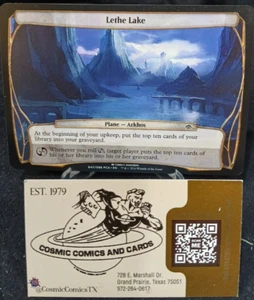 Lethe Lake
Plane — Arkhos
At the beginning of your upkeep, put the top ten cards of
your library into your graveyard.
Whenever you roll , target player puts the top ten cards of
his or her library into his or her graveyard.
EST. 1979
COSMIC COMICS AND CARDS
728 E. Marshall Dr.
Grand Prairie, Texas 75051
972-264-0617
@CosmicComicsTX